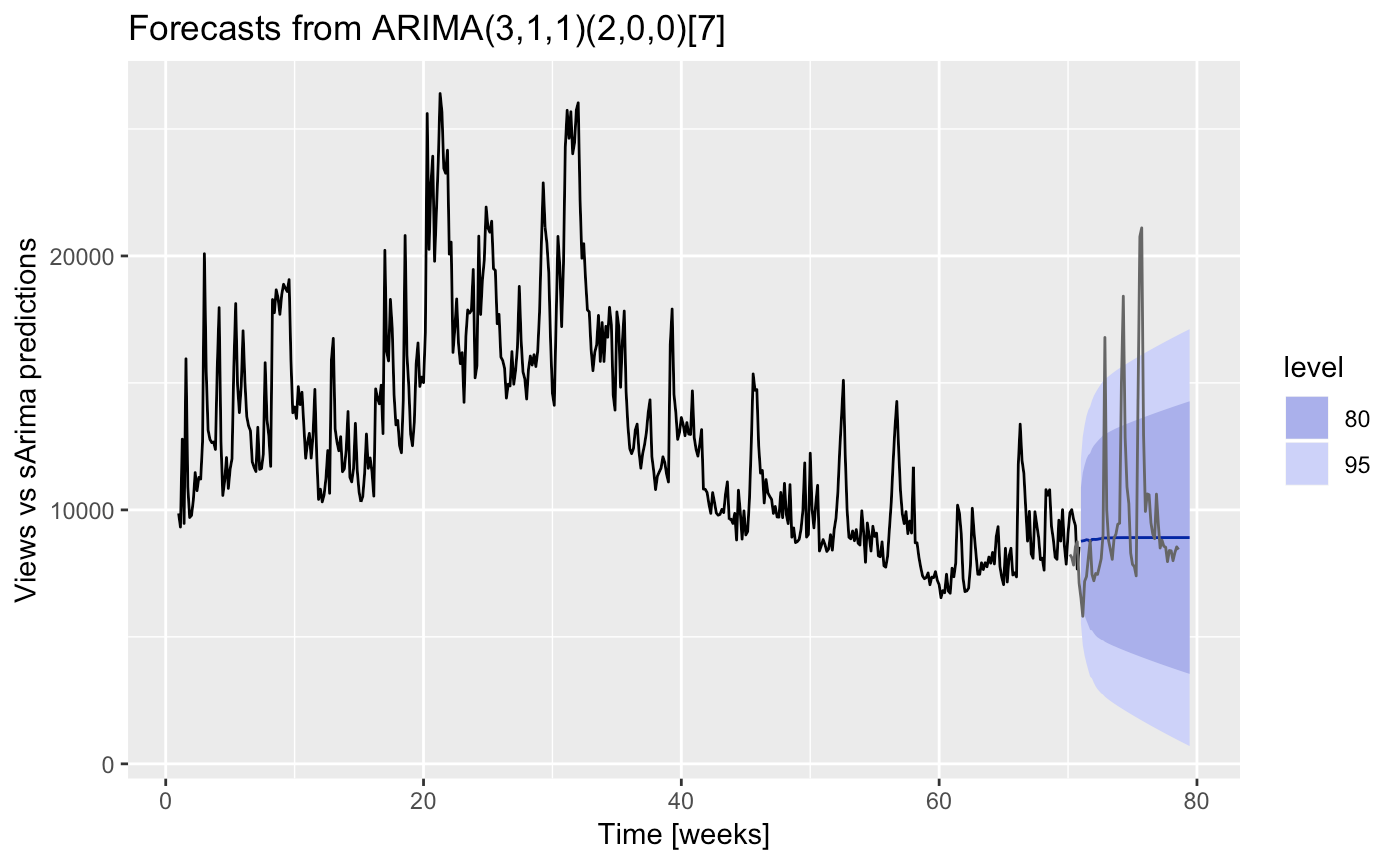 Forecasts from ARIMA(3,1,1)(2,0,0)[7]
Views vs sArima predictions
20000
10000
0
0 20 40 60 80
Time [weeks]
level
80
95